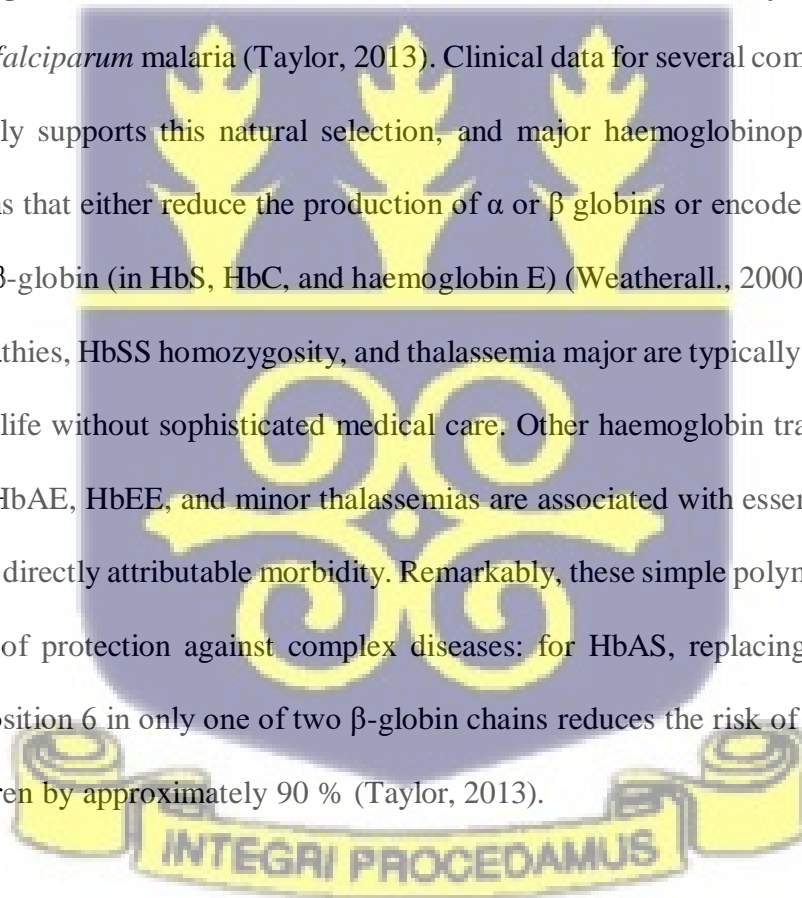 falciparum malaria (Taylor, 2013). Clinical data for several com
ly supports this natural selection, and major haemoglobinop
s that either reduce the production of α or β globins or encode
β-globin (in HbS, HbC, and haemoglobin E) (Weatherall., 2000
athies, HbSS homozygosity, and thalassemia major are typically
life without sophisticated medical care. Other haemoglobin tra
HbAE, HbEE, and minor thalassemias are associated with essen
directly attributable morbidity. Remarkably, these simple polyn
of protection against complex diseases: for HbAS, replacing
osition 6 in only one of two β-globin chains reduces the risk of
ren by approximately 90 % (Taylor, 2013).
INTEGRI PROCEDAMUS